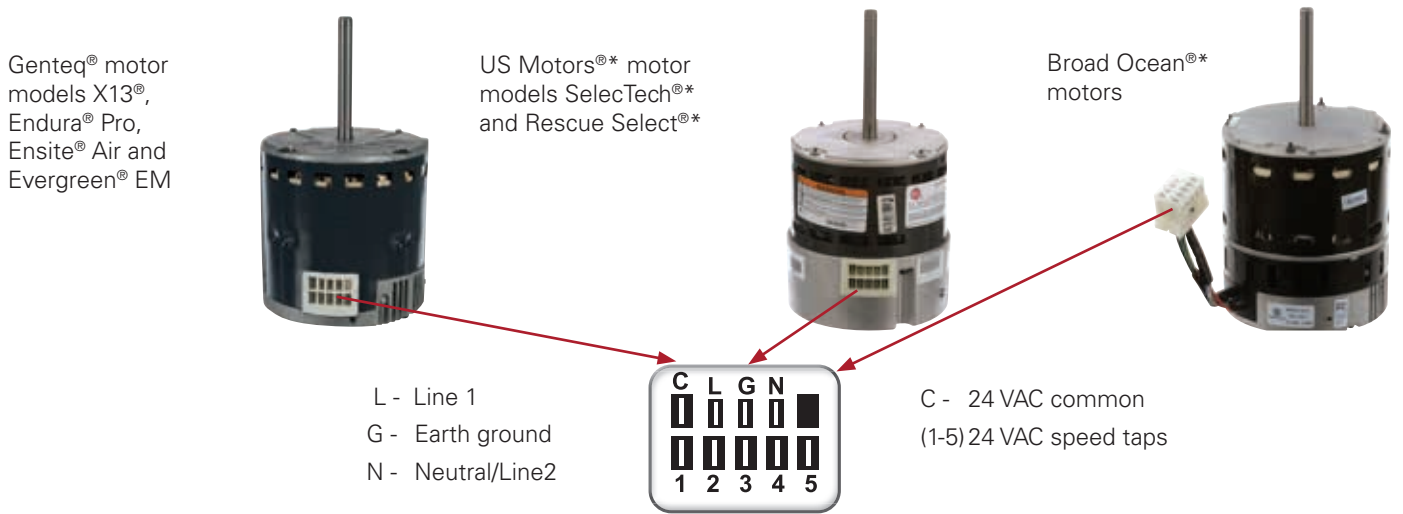 Genteq® motor
models X13®,
Endura® Pro,
Ensite® Air and
Evergreen® EM
US Motors®* motor
models SelecTech®*
and Rescue Select®*
Broad Ocean®*
motors
L - Line 1
G - Earth ground
N - Neutral/Line2
C L G N
1 2 3 4 5
C - 24 VAC common
(1-5) 24 VAC speed taps